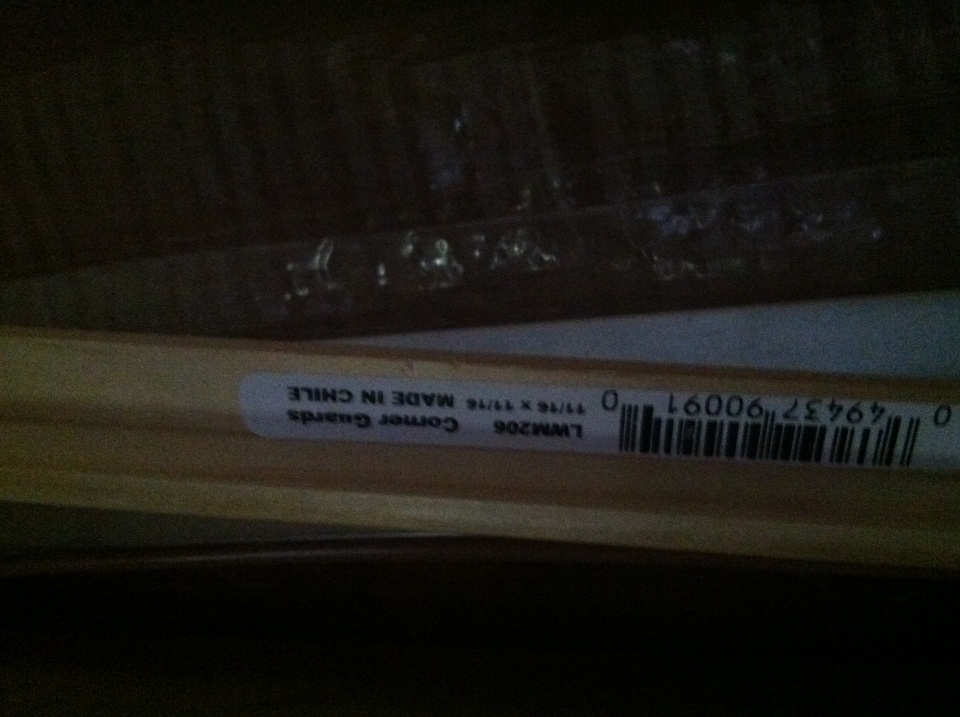 LWM206 Corner Guards
11/16 x 11/16 MADE IN CHILE
0 49437 90091 0